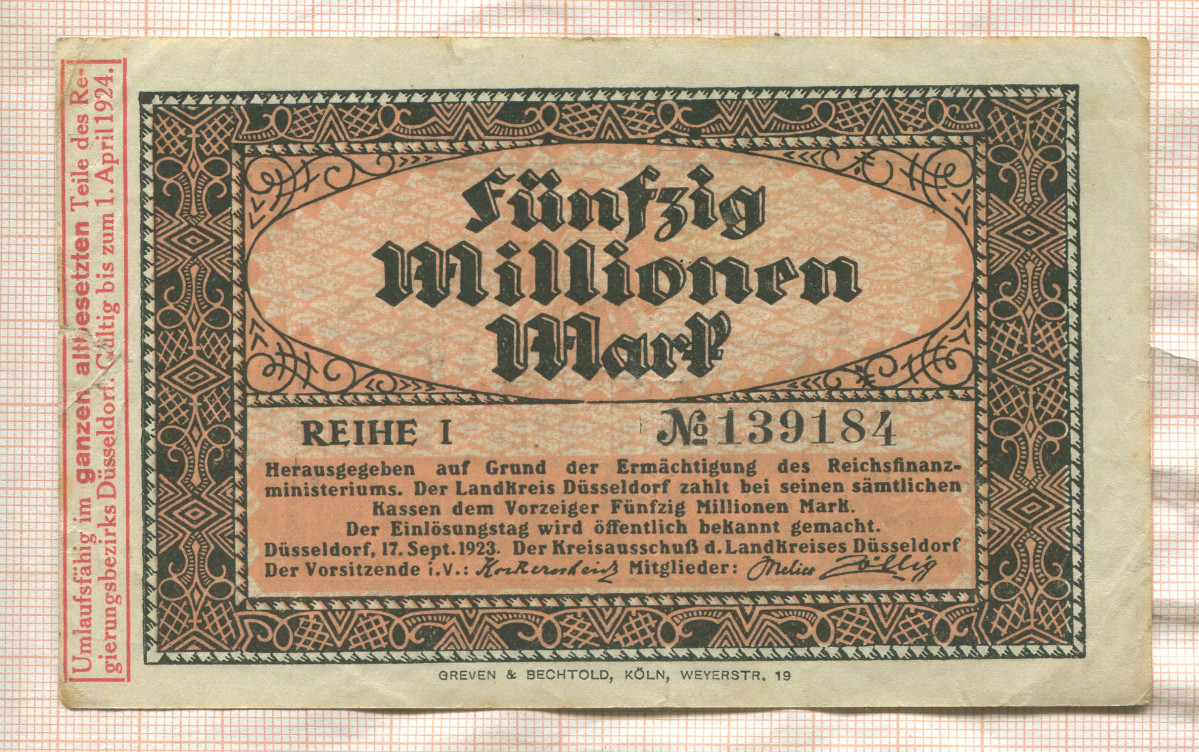 Umlaufsfähig im ganzen altbesetzten Teile des Re-
gierungsbezirks Düsseldorf. Gültig bis zum 1. April 1924.
Fünfzig
Millionen
Mark
REIHE I № 139184
Herausgegeben auf Grund der Ermächtigung des Reichsfinanz-
ministeriums. Der Landkreis Düsseldorf zahlt bei seinen sämtlichen
Kassen dem Vorzeiger Fünfzig Millionen Mark.
Der Einlösungstag wird öffentlich bekannt gemacht.
Düsseldorf, 17. Sept. 1923. Der Kreisausschuß d. Landkreises Düsseldorf
Der Vorsitzende i.V.: Mitglieder:
GREVEN & BECHTOLD, KÖLN, WEYERSTR. 19